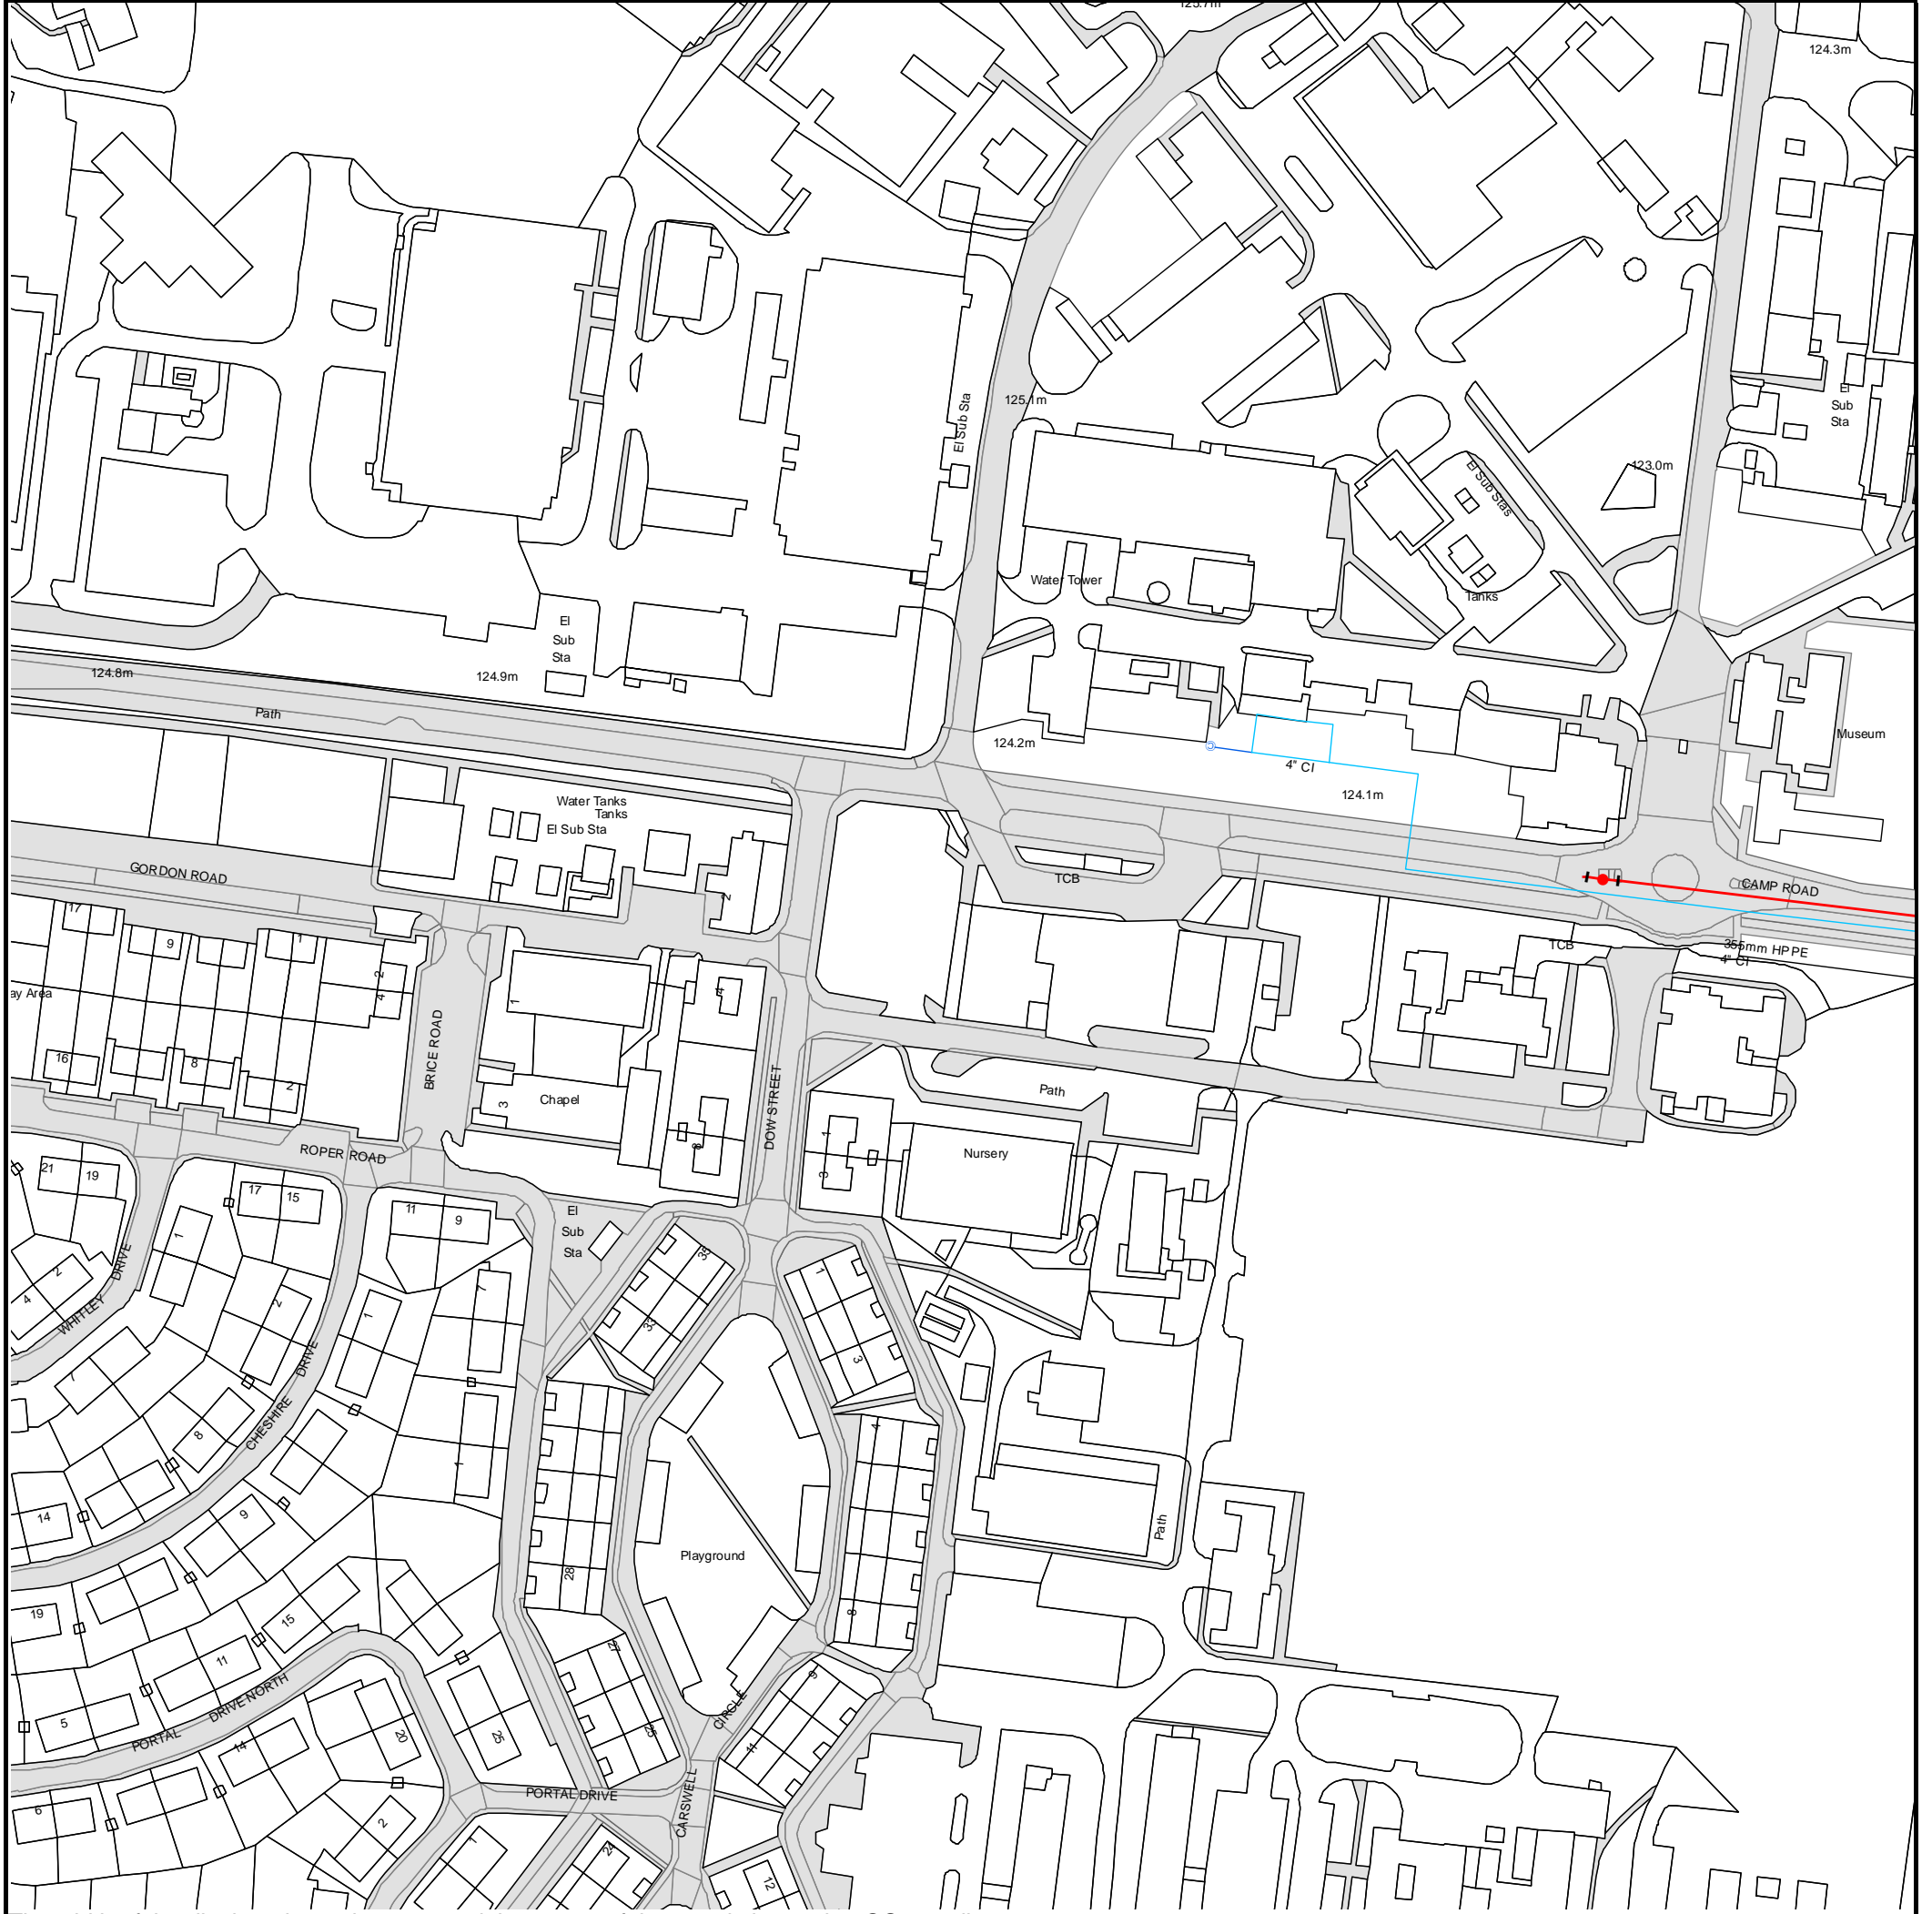 125.7m
124.3m
125.1m
El Sub Sta
El
Sub
Sta
123.0m
El Sub Stas
Water Tower
Tanks
El
Sub
Sta
124.8m
124.9m
Path
124.2m
Museum
4" CI
124.1m
Water Tanks
Tanks
El Sub Sta
GORDON ROAD
TCB
CAMP ROAD
2
17
9
1
TCB
355mm HPPE
4" CI
2
4
ay Area
1
4
BRICE ROAD
16
8
2
3
Chapel
Path
DOW STREET
8
1
3
Nursery
ROPER ROAD
21
19
17
15
11
9
El
Sub
Sta
35
1
2
4
WHITLEY
DRIVE
2
1
7
33
1
3
7
8
CHESHIRE
DRIVE
1
4
14
9
Path
Playground
28
19
15
11
8
27
9
5
PORTAL
DRIVE NORTH
14
20
25
25
CIRCLE
11
PORTAL DRIVE
CARSWELL
6
2
1
24
12